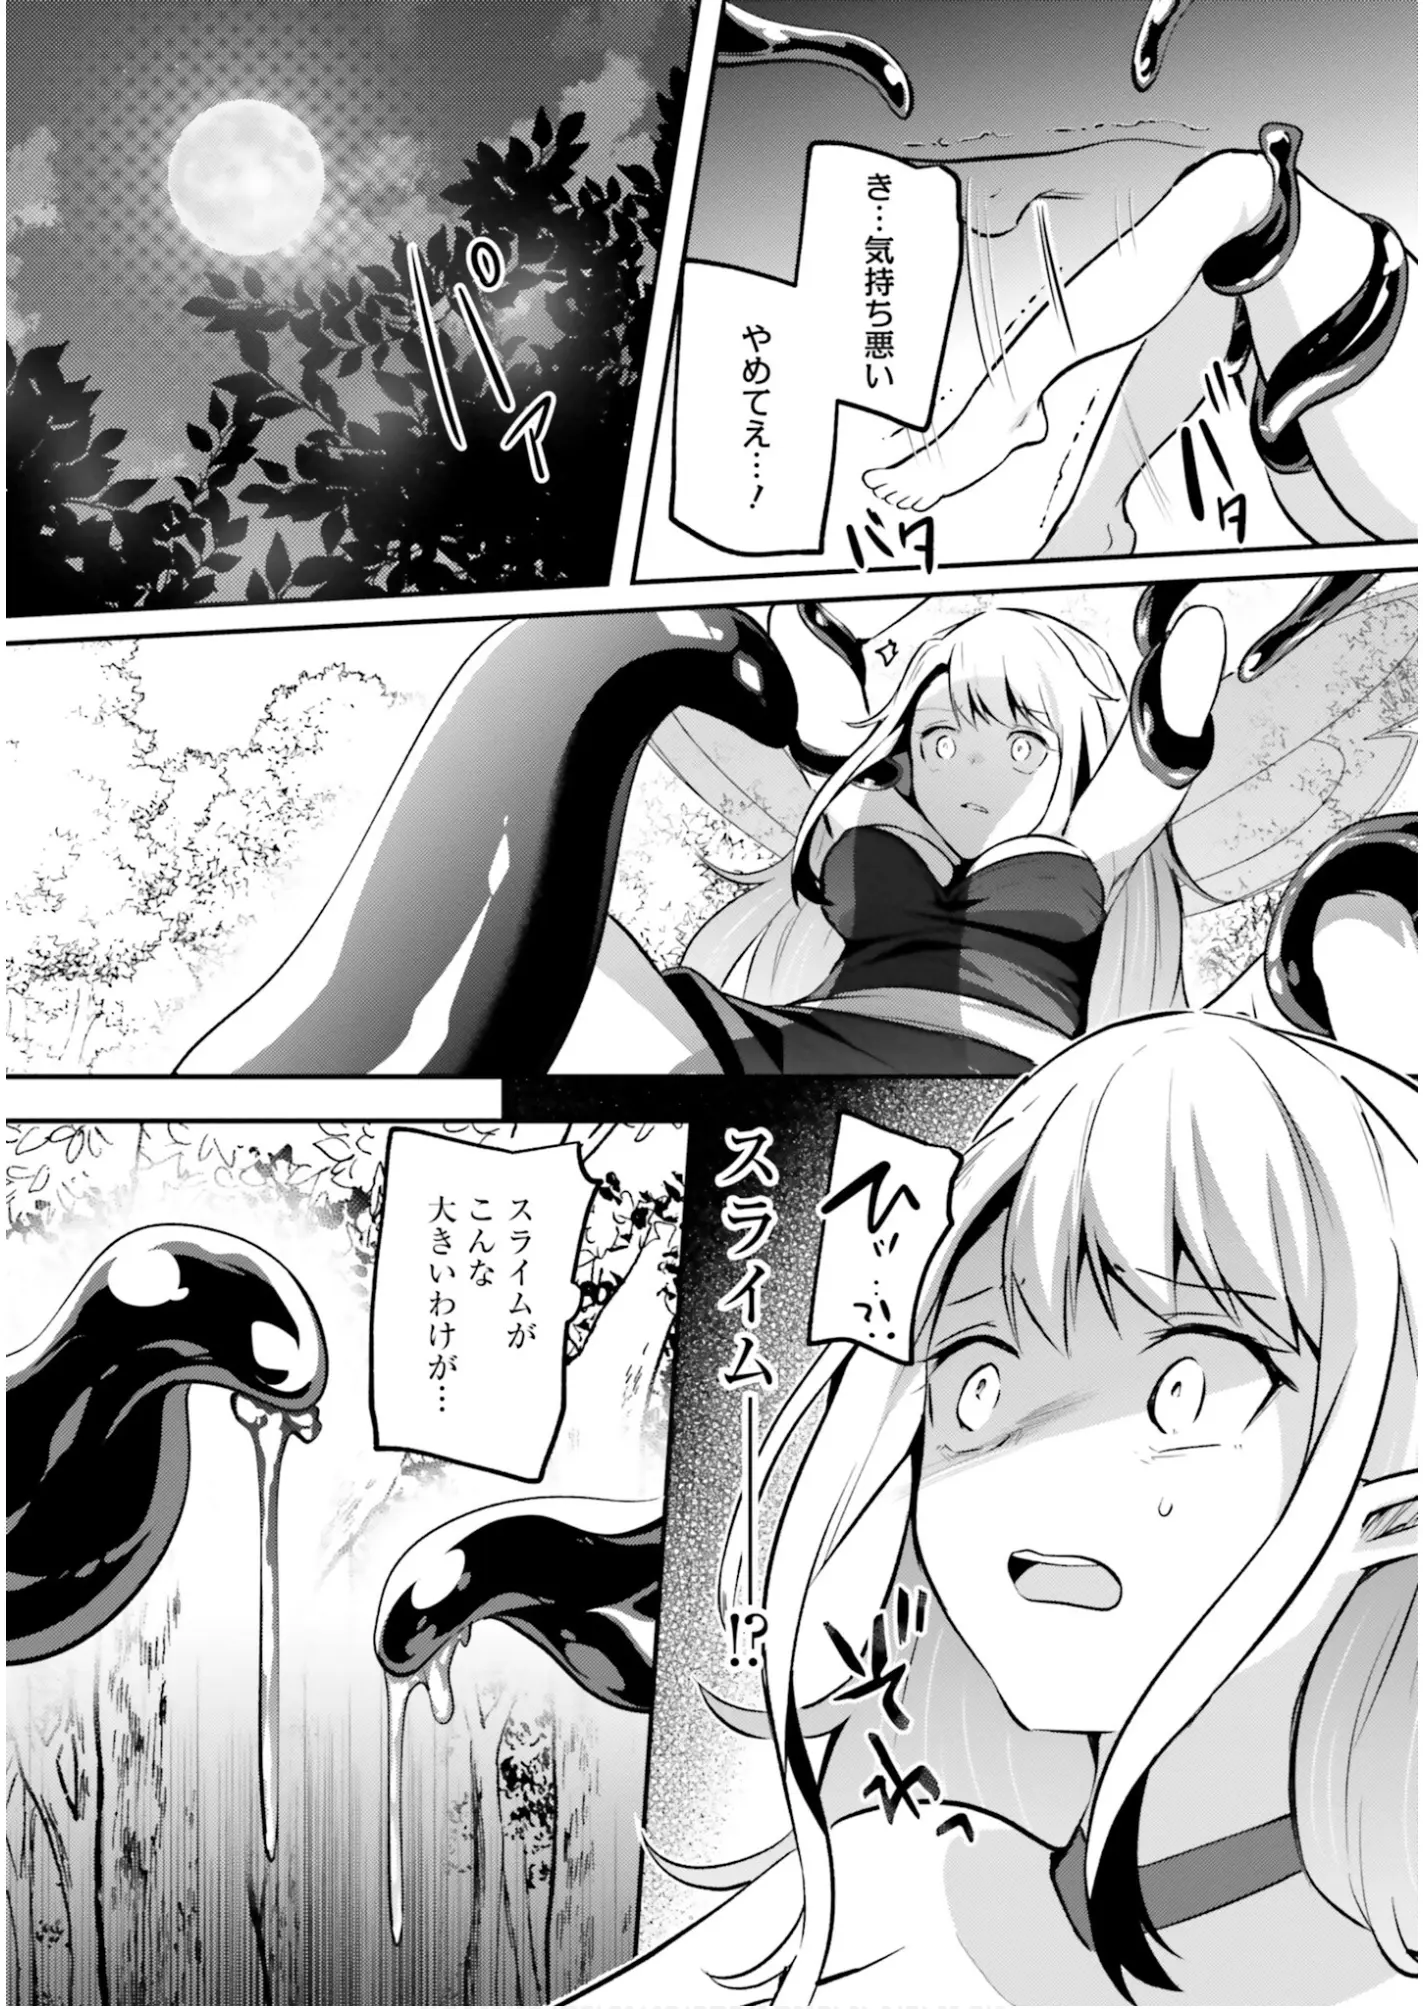 き…気持ち悪い
やめてえ…！
バタ
バタ
パァ
ひッ…?!
スライム――!?
ぞわ
スライムが
こんな
大きいわけが…